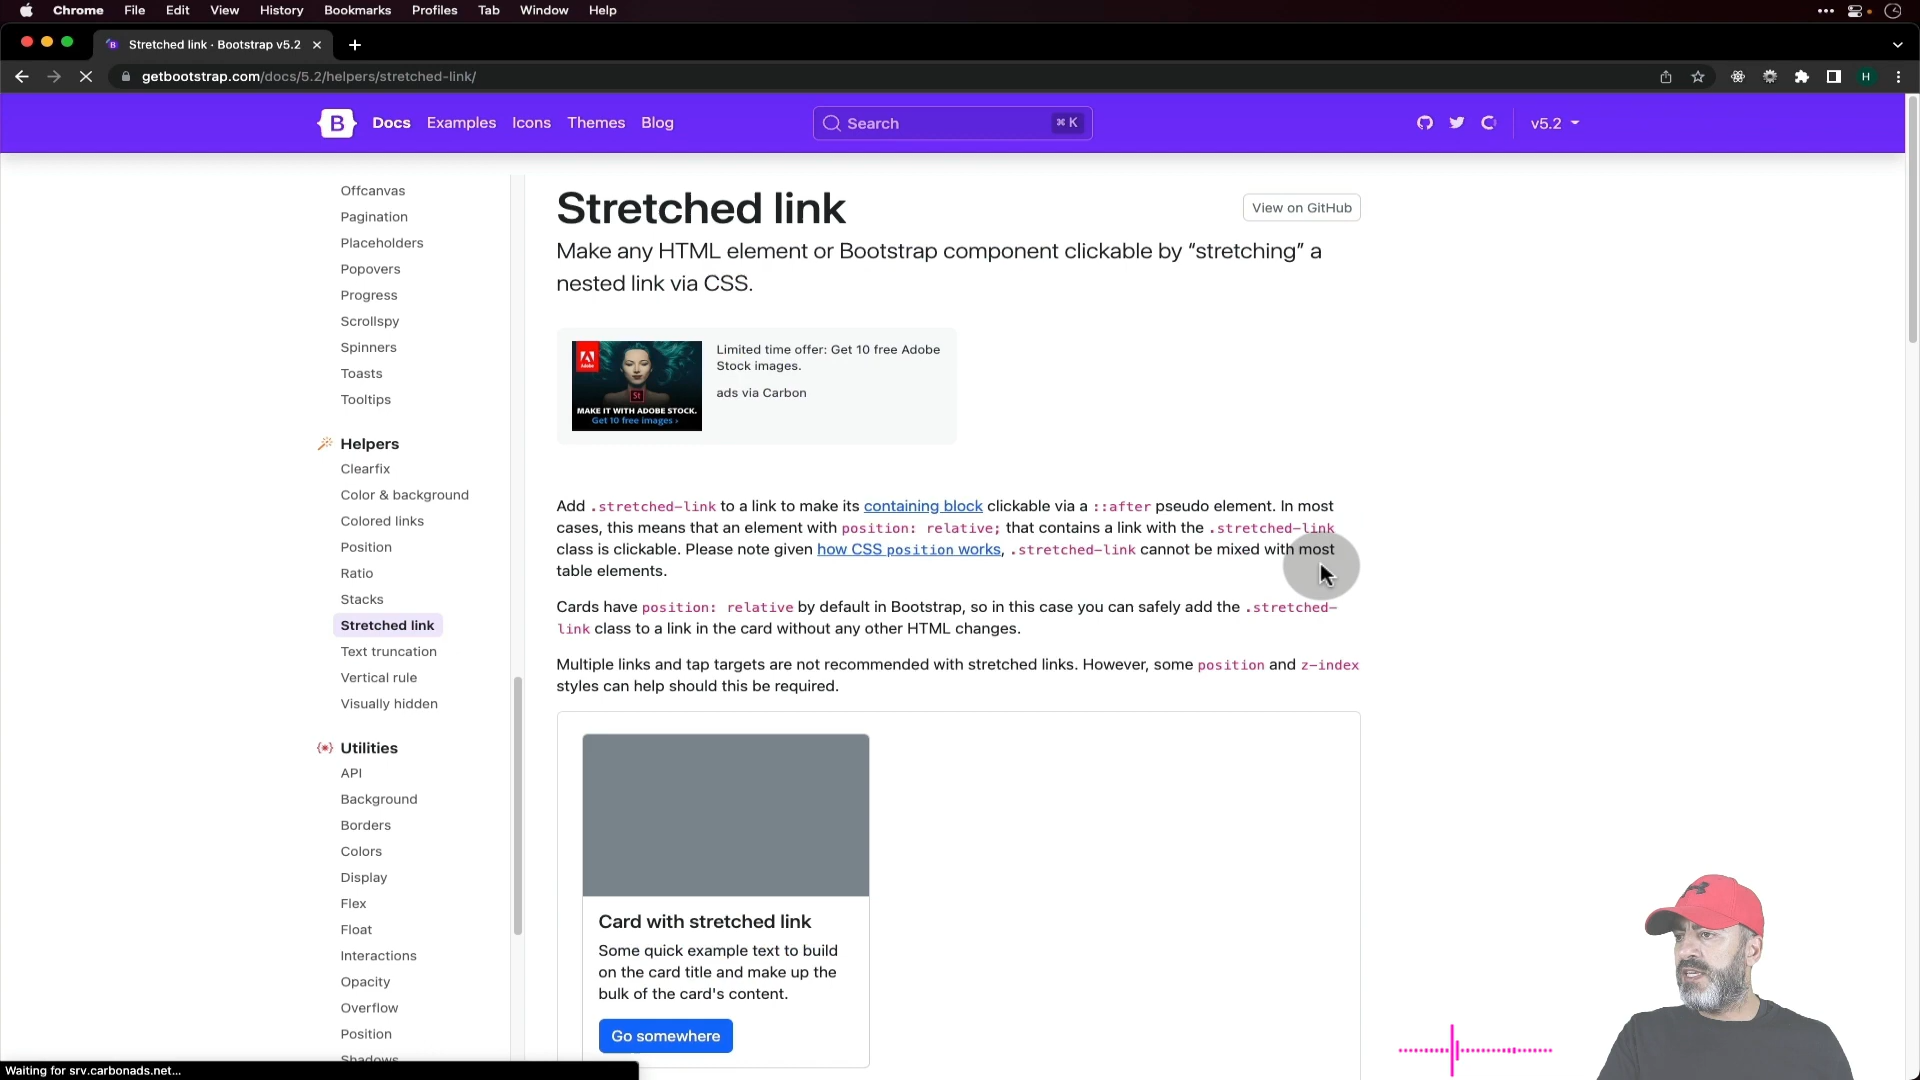 Chrome File Edit View History Bookmarks Profiles Tab Window Help
Stretched link · Bootstrap v5.2
getbootstrap.com/docs/5.2/helpers/stretched-link/
H
B Docs Examples Icons Themes Blog
Search ⌘ K
v5.2
Offcanvas
Pagination
Placeholders
Popovers
Progress
Scrollspy
Spinners
Toasts
Tooltips
Helpers
Clearfix
Color & background
Colored links
Position
Ratio
Stacks
Stretched link
Text truncation
Vertical rule
Visually hidden
Utilities
API
Background
Borders
Colors
Display
Flex
Float
Interactions
Opacity
Overflow
Position
Shadows
Stretched link
View on GitHub
Make any HTML element or Bootstrap component clickable by “stretching” a
nested link via CSS.
Adobe
St
MAKE IT WITH ADOBE STOCK.
Get 10 free images ›
Limited time offer: Get 10 free Adobe
Stock images.
ads via Carbon
Add .stretched-link to a link to make its containing block clickable via a ::after pseudo element. In most
cases, this means that an element with position: relative; that contains a link with the .stretched-link
class is clickable. Please note given how CSS position works, .stretched-link cannot be mixed with most
table elements.
Cards have position: relative by default in Bootstrap, so in this case you can safely add the .stretched-
link class to a link in the card without any other HTML changes.
Multiple links and tap targets are not recommended with stretched links. However, some position and z-index
styles can help should this be required.
Card with stretched link
Some quick example text to build
on the card title and make up the
bulk of the card's content.
Go somewhere
Waiting for srv.carbonads.net...